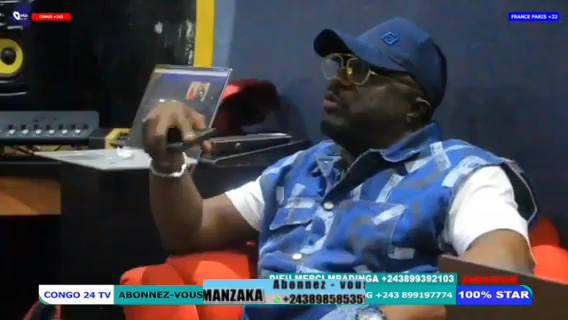 CONGO +243
FRANCE PARIS +33
DIEU MERCI MBADINGA +243899392103
Abonnez - vou
CONGO 24 TV
ABONNEZ-VOUS
MANZAKA
+24389858535
G +243 899197774
100% STAR